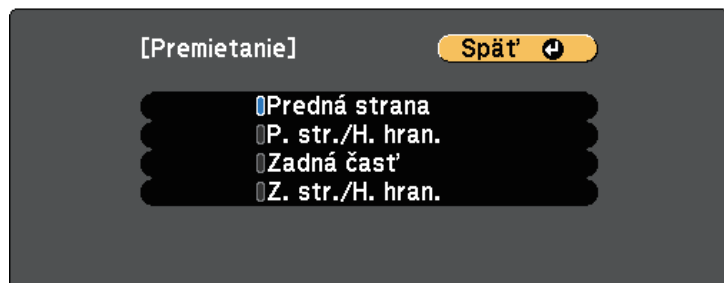 [Premietanie] Späť
Predná strana
P. str./H. hran.
Zadná časť
Z. str./H. hran.